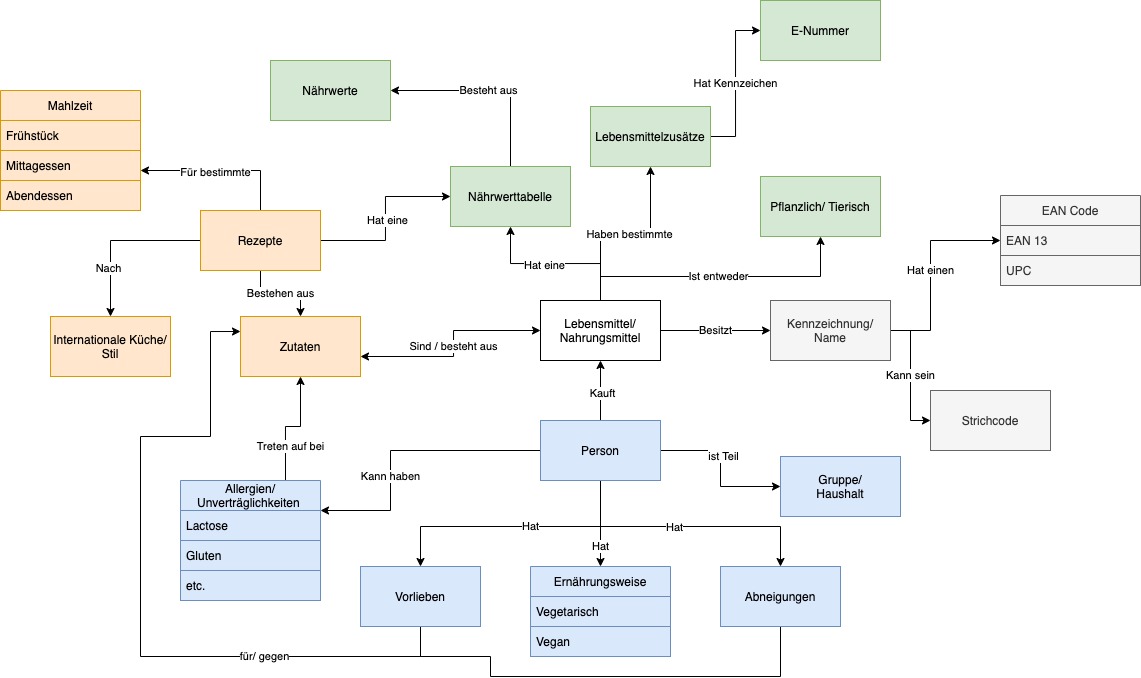 E-Nummer
Hat Kennzeichen
Nährwerte
Besteht aus
Mahlzeit
Frühstück
Mittagessen
Abendessen
Für bestimmte
Lebensmittelzusätze
Nährwerttabelle
Hat eine
Pflanzlich/ Tierisch
Rezepte
Haben bestimmte
EAN Code
EAN 13
UPC
Nach
Hat eine
Ist entweder
Hat einen
Bestehen aus
Internationale Küche/
Stil
Zutaten
Sind / besteht aus
Lebensmittel/
Nahrungsmittel
Besitzt
Kennzeichnung/
Name
Kann sein
Kauft
Strichcode
Treten auf bei
Person
ist Teil
Kann haben
Gruppe/
Haushalt
Allergien/
Unverträglichkeiten
Lactose
Gluten
etc.
Hat
Hat
Hat
Vorlieben
Ernährungsweise
Vegetarisch
Vegan
Abneigungen
für/ gegen